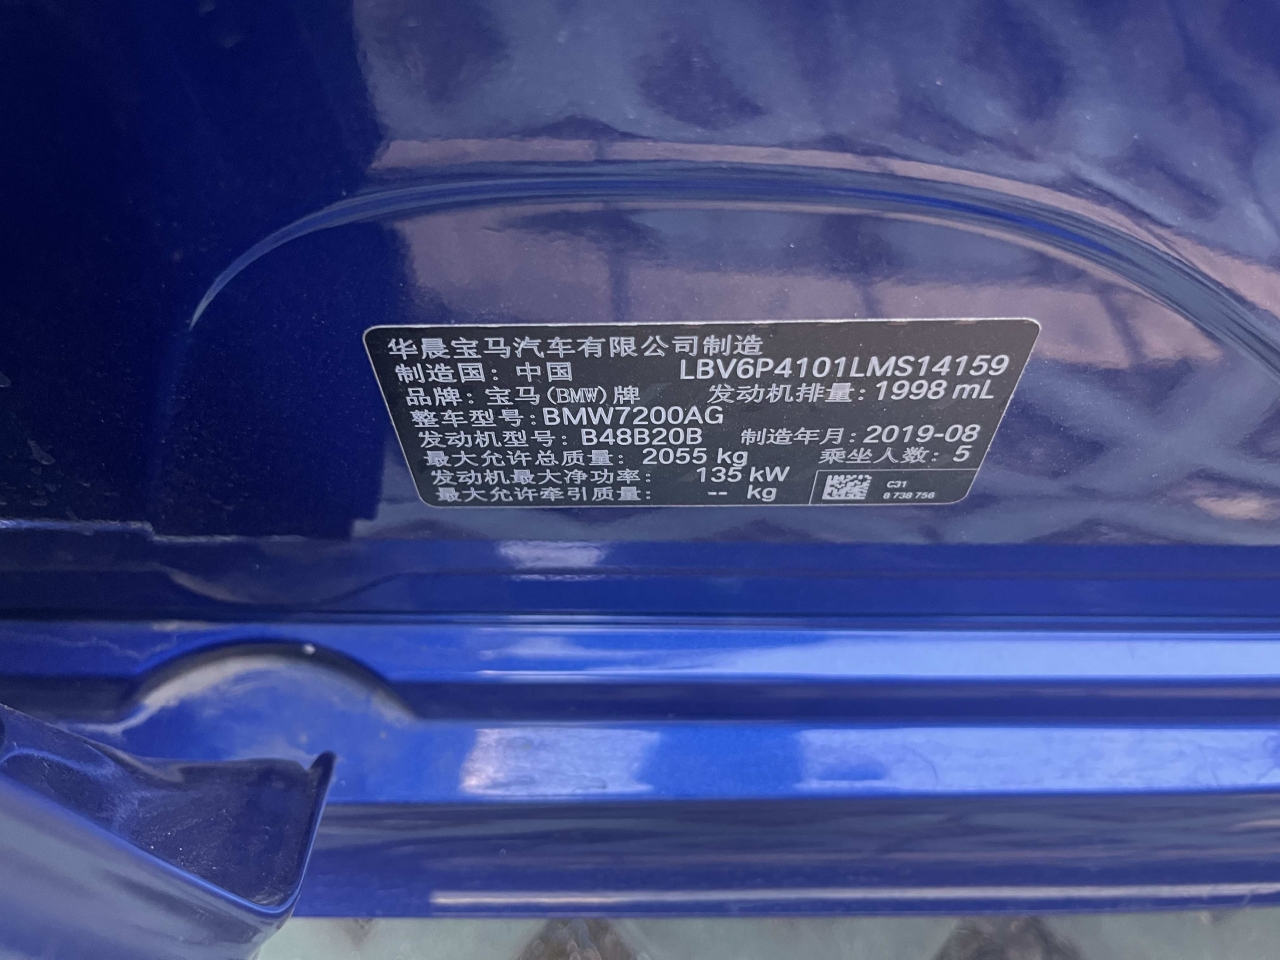 华晨宝马汽车有限公司制造
制造国：中国 LBV6P4101LMS14159
品牌：宝马(BMW)牌 发动机排量：1998 mL
整车型号：BMW7200AG
发动机型号：B48B20B 制造年月：2019-08
最大允许总质量：2055 kg 乘坐人数：5
发动机最大净功率：135 kW
最大允许牵引质量：-- kg
C31
8 738 756